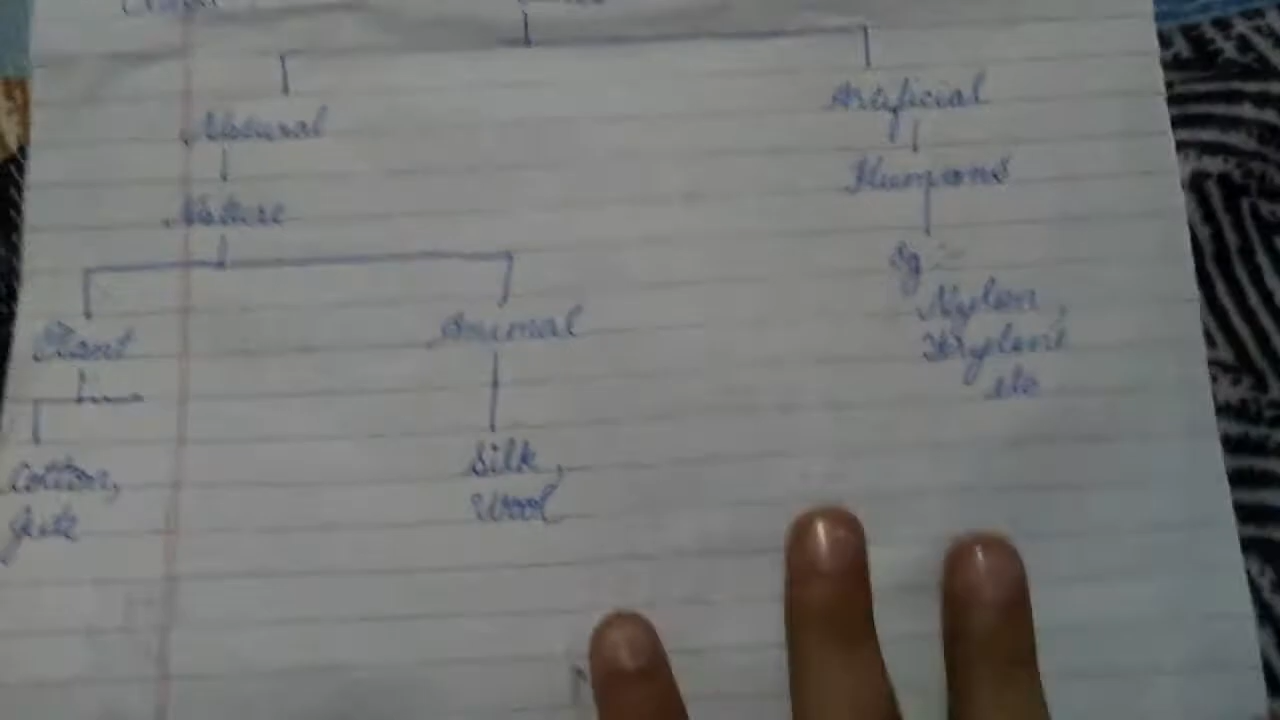 Natural
Artificial
Nature
Humans
Plant
Animal
Eg :-
Nylon,
etc
Cotton,
Jute
Silk,
Wool